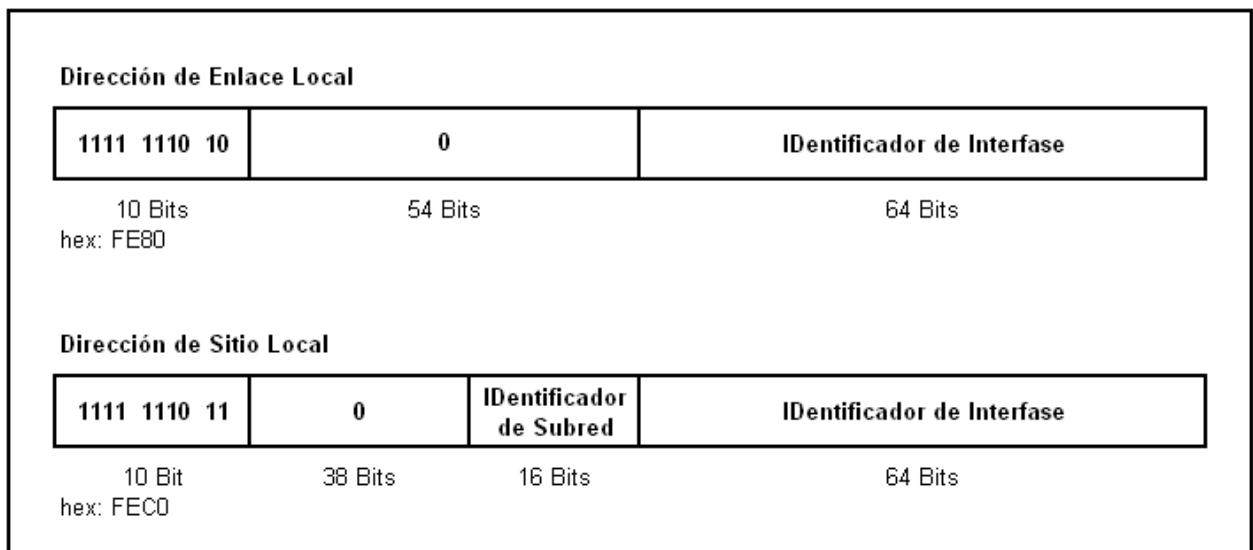 Dirección de Enlace Local
1111 1110 10
0
IDentificador de Interfase
10 Bits
54 Bits
64 Bits
hex: FE80
Dirección de Sitio Local
1111 1110 11
0
IDentificador
de Subred
IDentificador de Interfase
10 Bit
38 Bits
16 Bits
64 Bits
hex: FEC0